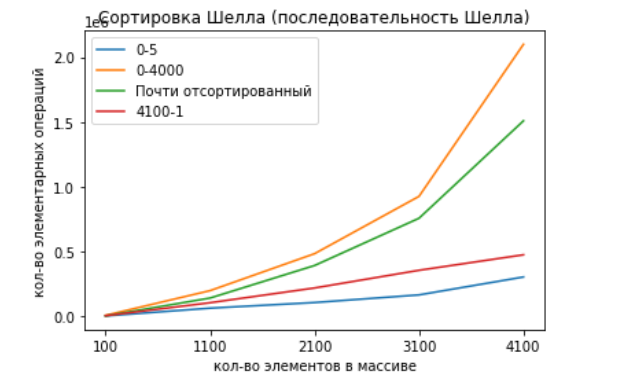 Сортировка Шелла (последовательность Шелла)
1e6
0-5
0-4000
Почти отсортированный
4100-1
кол-во элементарных операций
2.0
1.5
1.0
0.5
0.0
100 1100 2100 3100 4100
кол-во элементов в массиве